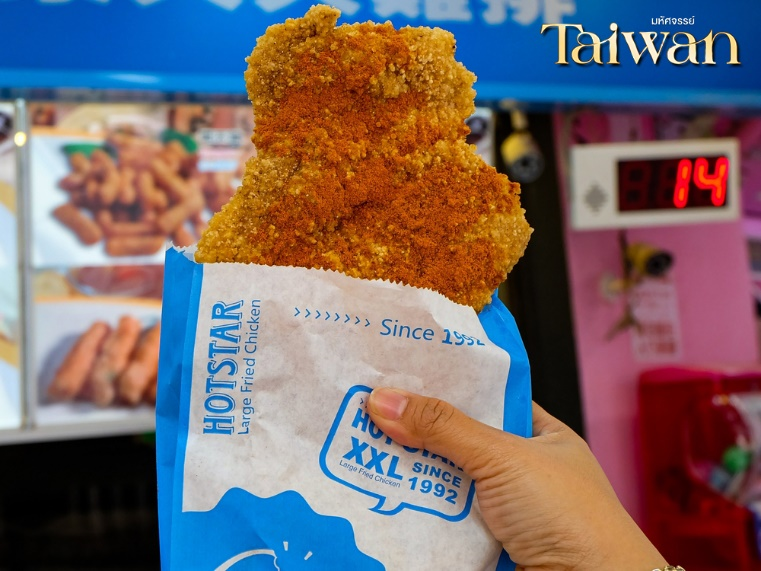 มหัศจรรย์
Taiwan
14
HOTSTAR
Large Fried Chicken
>>>>>>>> Since 1992
XXL
Large Fried Chicken
SINCE
1992